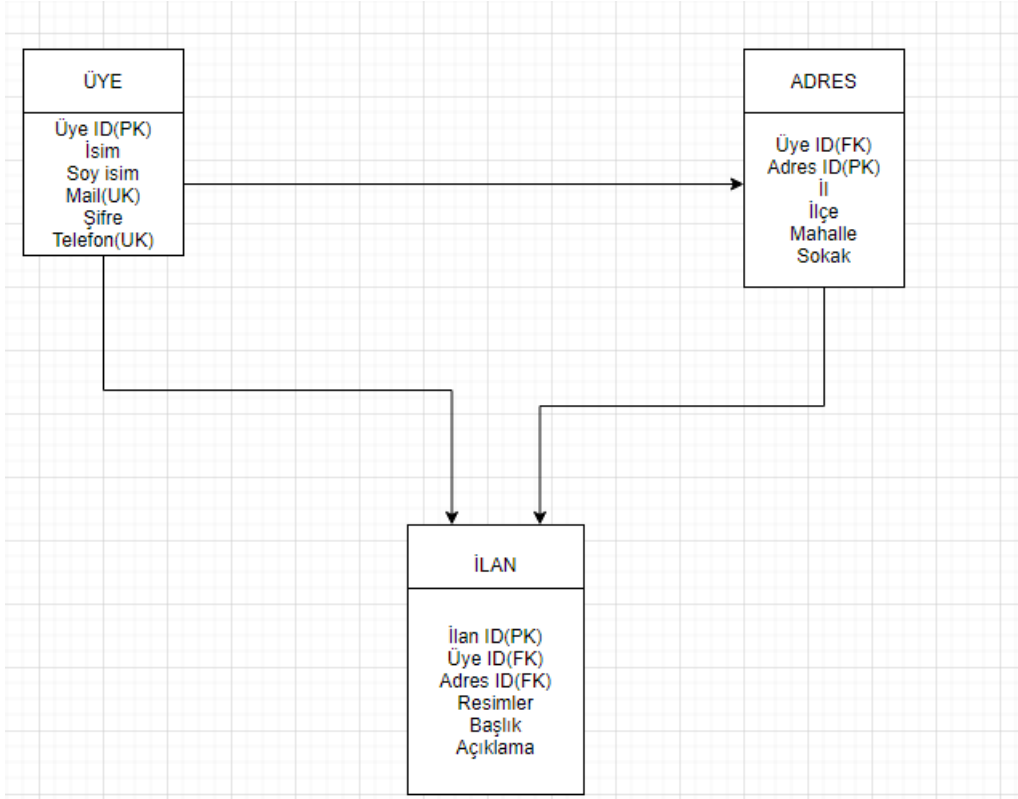 ÜYE
Üye ID(PK)
İsim
Soy isim
Mail(UK)
Şifre
Telefon(UK)
ADRES
Üye ID(FK)
Adres ID(PK)
İl
İlçe
Mahalle
Sokak
İLAN
İlan ID(PK)
Üye ID(FK)
Adres ID(FK)
Resimler
Başlık
Açıklama